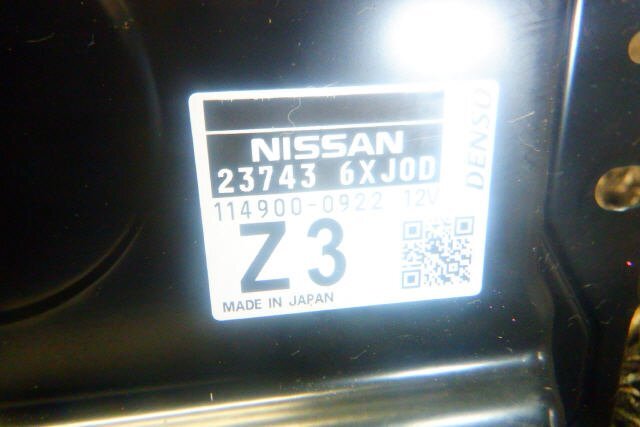 NISSAN
23743 6XJ0D
114900-0922 12V
Z3
MADE IN JAPAN
DENSO